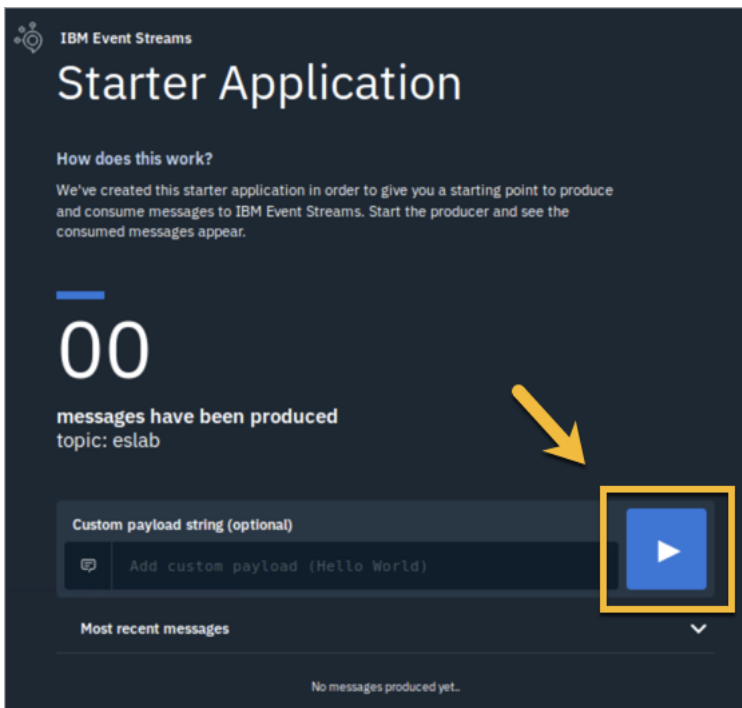 IBM Event Streams
Starter Application
How does this work?
We've created this starter application in order to give you a starting point to produce
and consume messages to IBM Event Streams. Start the producer and see the
consumed messages appear.
00
messages have been produced
topic: eslab
Custom payload string (optional)
Add custom payload (Hello World)
Most recent messages
No messages produced yet..